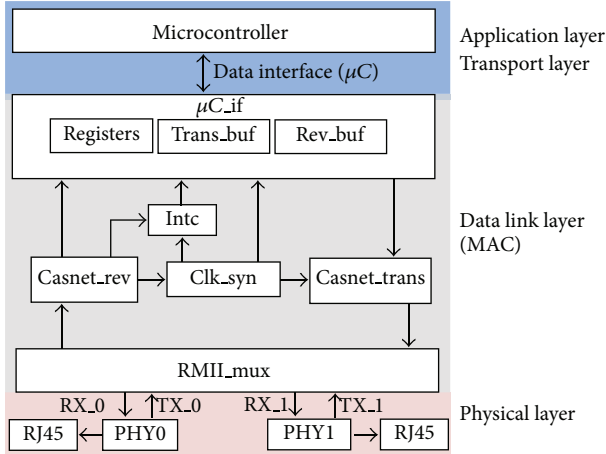 Microcontroller
Application layer
Transport layer
Data interface (μC)
μC_if
Registers
Trans_buf
Rev_buf
Intc
Data link layer
(MAC)
Casnet_rev
Clk_syn
Casnet_trans
RMII_mux
RX_0
TX_0
RX_1
TX_1
Physical layer
RJ45
PHY0
PHY1
RJ45